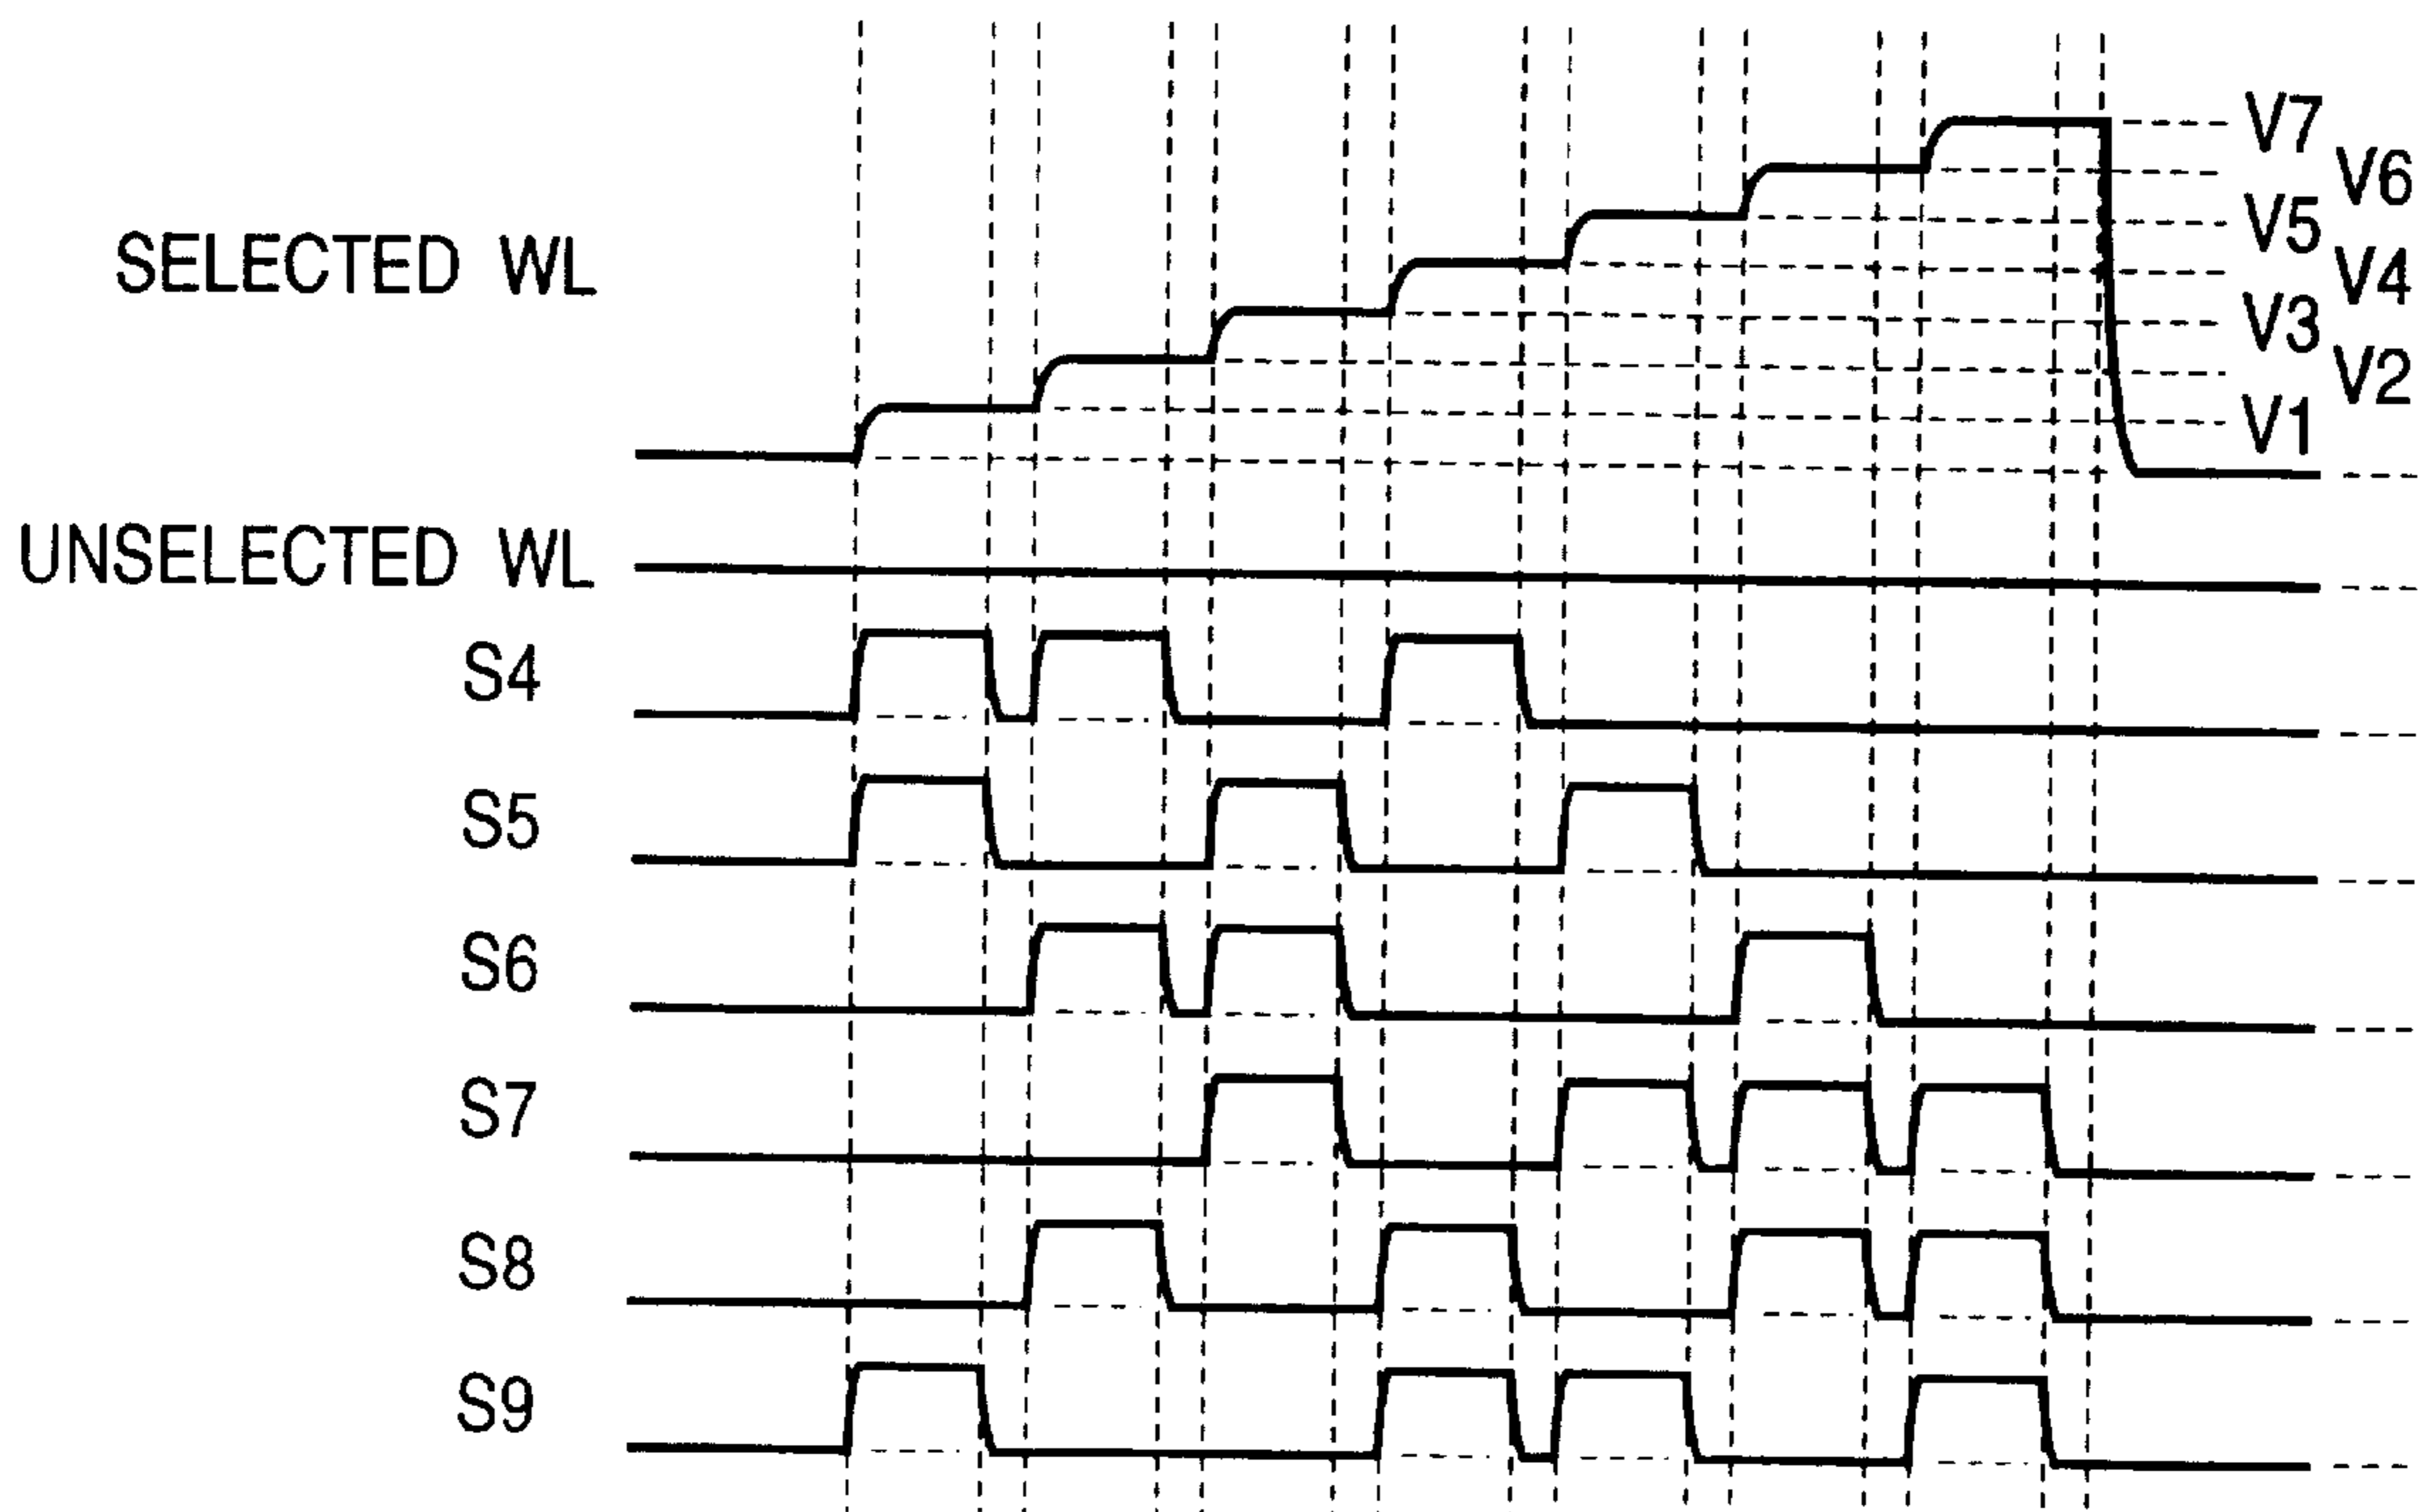 V7
V6
V5
SELECTED WL
V4
V3
V2
V1
UNSELECTED WL
S4
S5
S6
S7
S8
S9